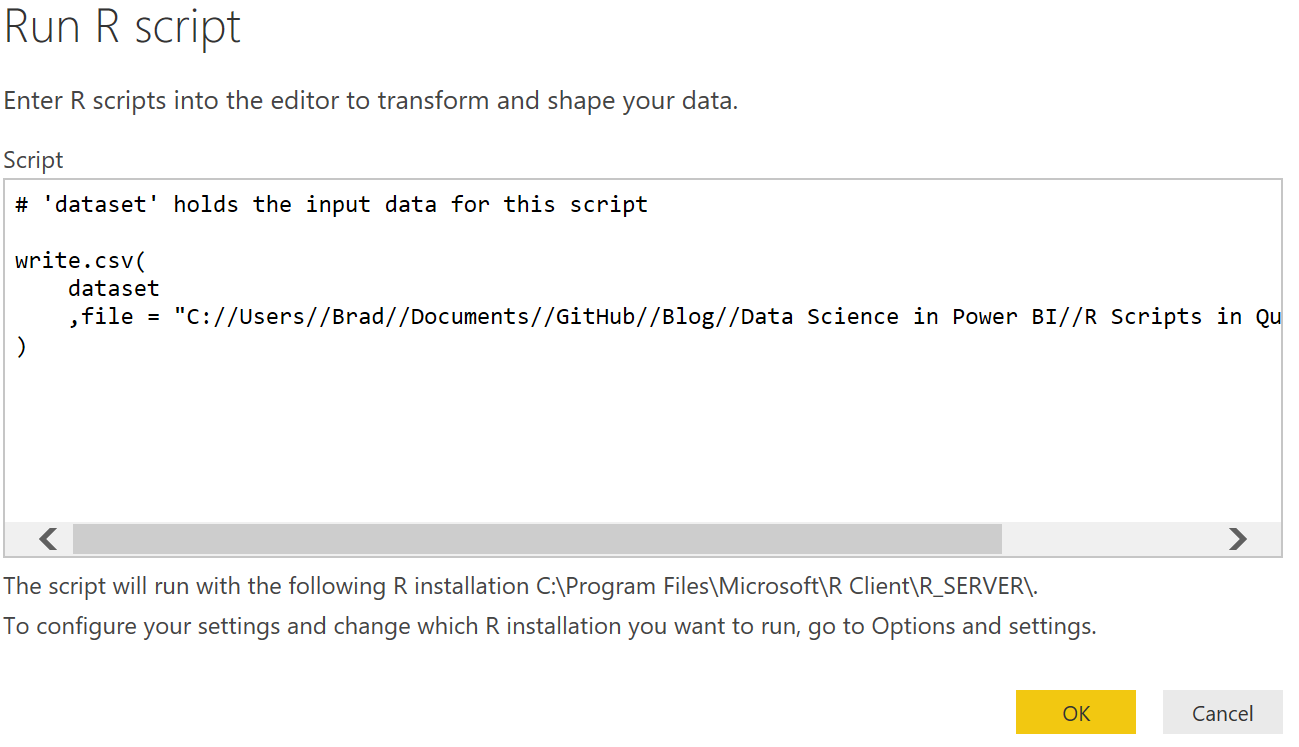 Run R script
Enter R scripts into the editor to transform and shape your data.
Script
# 'dataset' holds the input data for this script
write.csv(
    dataset
    ,file = "C://Users//Brad//Documents//GitHub//Blog//Data Science in Power BI//R Scripts in Qu
)
The script will run with the following R installation C:\Program Files\Microsoft\R Client\R_SERVER\.
To configure your settings and change which R installation you want to run, go to Options and settings.
OK
Cancel